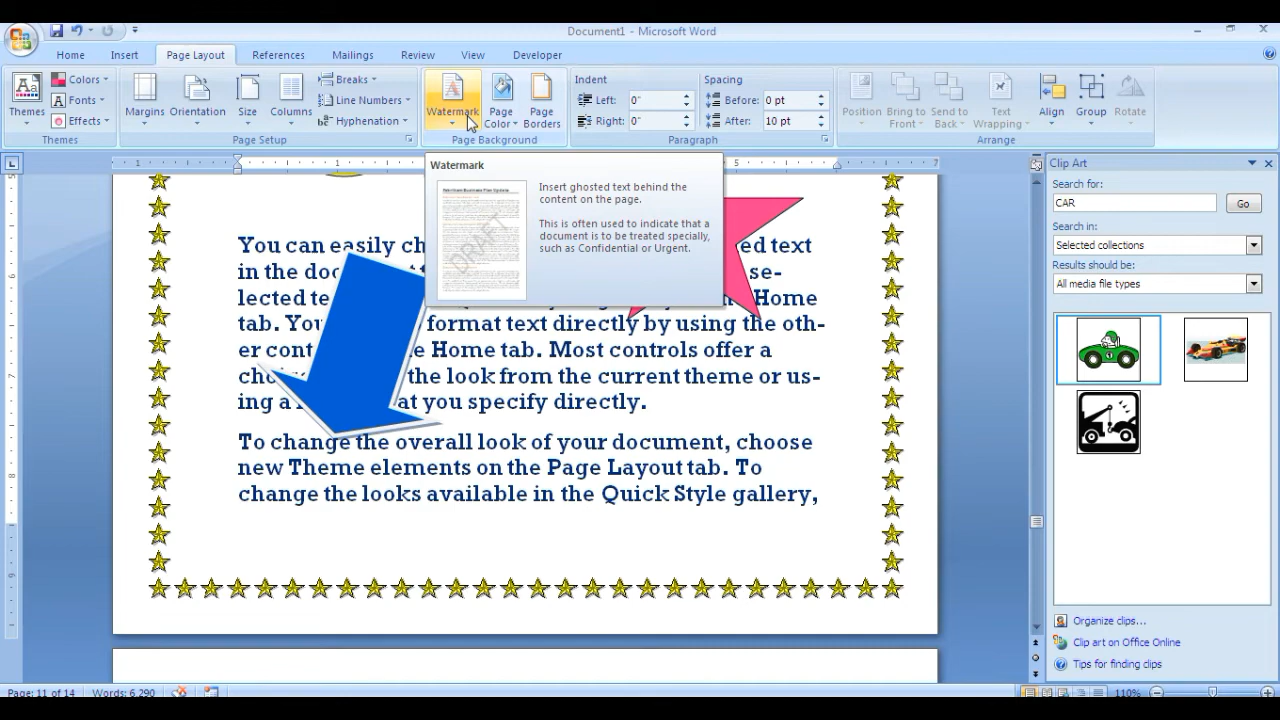 Document1 - Microsoft Word
Home Insert Page Layout References Mailings Review View Developer
Themes
Colors
Fonts
Effects
Themes
Margins
Orientation
Size
Columns
Breaks
Line Numbers
Hyphenation
Page Setup
Watermark
Page Color
Page Borders
Page Background
Indent
Left: 0"
Right: 0"
Spacing
Before: 0 pt
After: 10 pt
Paragraph
Position
Bring to Front
Send to Back
Text Wrapping
Align
Group
Rotate
Arrange
Watermark
DRAFT
Insert ghosted text behind the
content on the page.
This is often used to indicate that a
document is to be treated specially,
such as Confidential or Urgent.
You can easily ch ed text
in the doc se-
lected te Home
tab. You format text directly by using the oth-
er cont e Home tab. Most controls offer a
the look from the current theme or us-
ing a at you specify directly.
To change the overall look of your document, choose
new Theme elements on the Page Layout tab. To
change the looks available in the Quick Style gallery,
Clip Art
Search for:
CAR
Go
Search in:
Selected collections
Results should be:
All media file types
Organize clips...
Clip art on Office Online
Tips for finding clips
Page: 11 of 14 Words: 6,290 110%